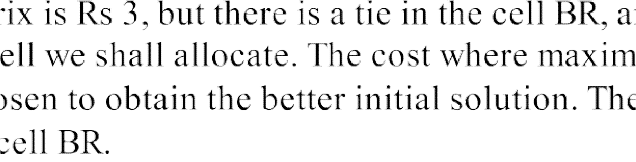 rix is Rs 3, but there is a tie in the cell BR, a
ell we shall allocate. The cost where maxim
osen to obtain the better initial solution. The
cell BR.